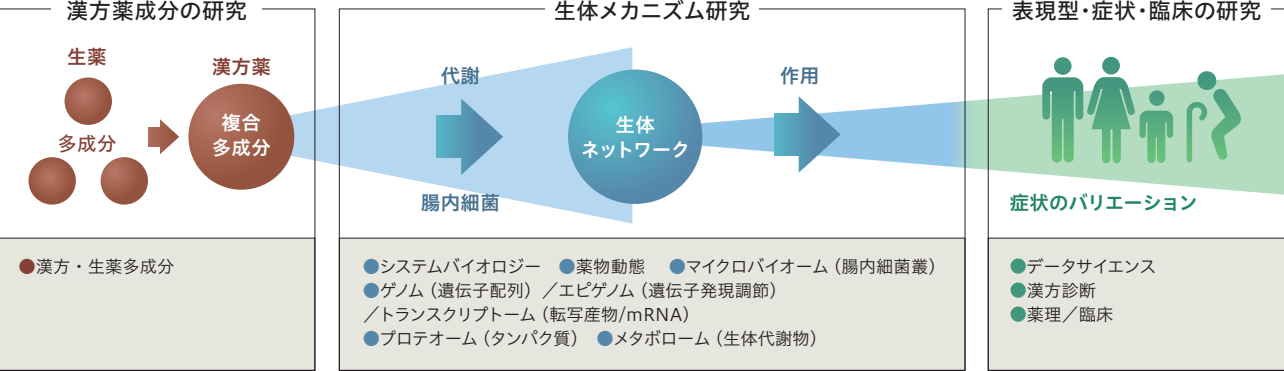 漢方薬成分の研究
生薬
多成分
漢方薬
複合
多成分
●漢方・生薬多成分
生体メカニズム研究
代謝
腸内細菌
生体
ネットワーク
作用
●システムバイオロジー ●薬物動態 ●マイクロバイオーム(腸内細菌叢)
●ゲノム(遺伝子配列)/エピゲノム(遺伝子発現調節)
/トランスクリプトーム(転写産物/mRNA)
●プロテオーム(タンパク質) ●メタボローム(生体代謝物)
表現型・症状・臨床の研究
症状のバリエーション
●データサイエンス
●漢方診断
●薬理/臨床